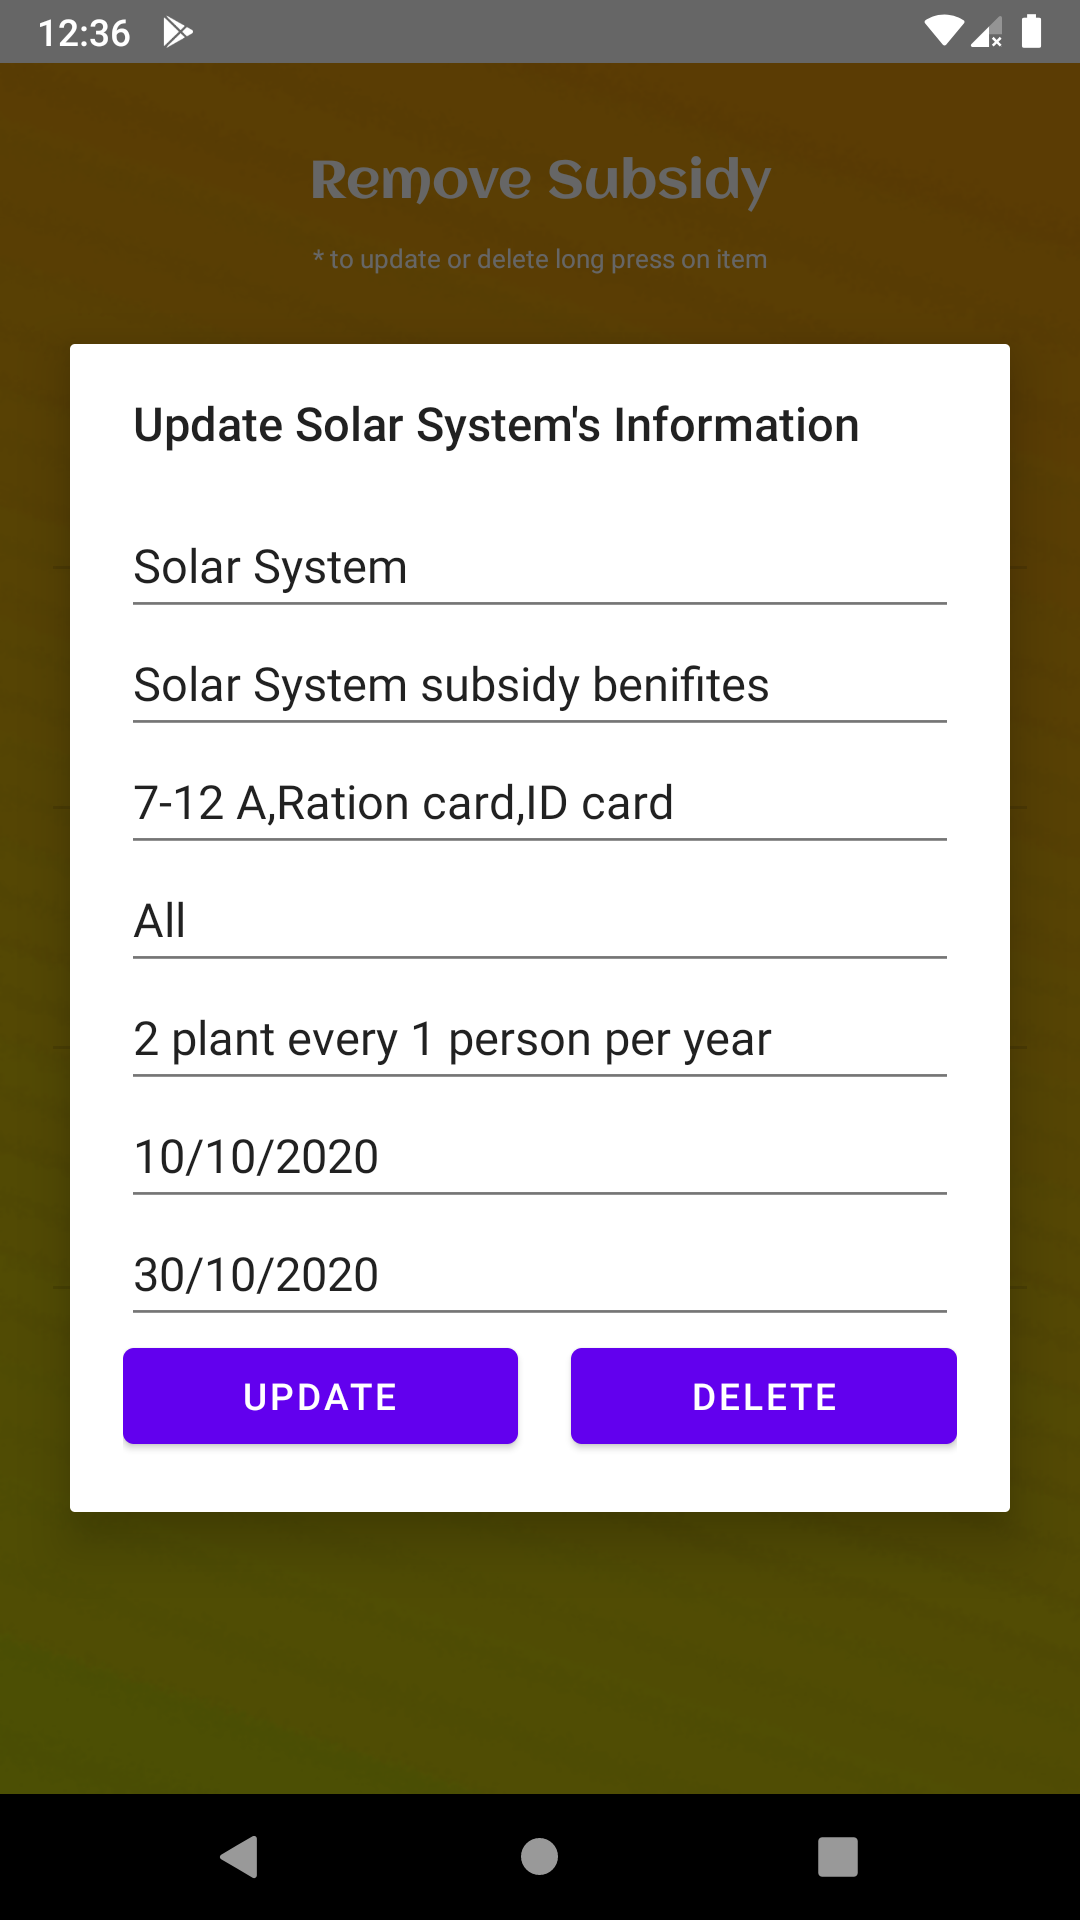 12:36
Remove Subsidy
* to update or delete long press on item
Update Solar System's Information
Solar System
Solar System subsidy benifites
7-12 A,Ration card,ID card
All
2 plant every 1 person per year
10/10/2020
30/10/2020
UPDATE DELETE